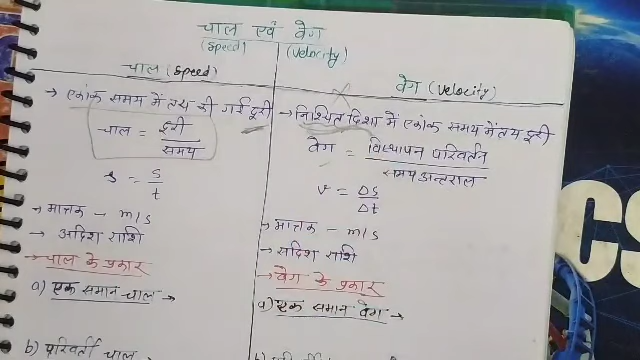 चाल एवं वेग
(Speed) (Velocity)
चाल (Speed)
→ एकांक समय में तय की गई दूरी
चाल = दूरी / समय
s = s/t
→ मात्रक - m/s
→ अदिश राशि
→ चाल के प्रकार
a) एक समान चाल →
b) परिवर्ती चाल
वेग (Velocity)
→ निश्चित दिशा में एकांक समय में तय दूरी
वेग = विस्थापन परिवर्तन / समय अन्तराल
v = Δs/Δt
→ मात्रक - m/s
→ सदिश राशि
→ वेग के प्रकार
a) एक समान वेग →
CS